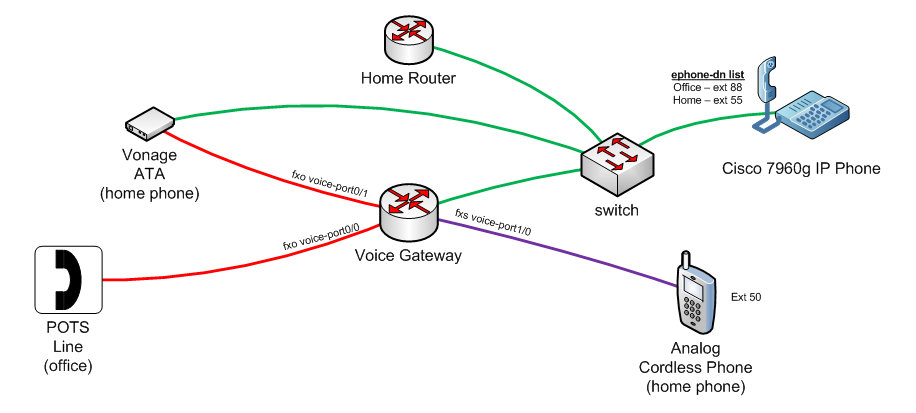 Home Router
ephone-dn list
Office – ext 88
Home – ext 55
Vonage
ATA
(home phone)
Cisco 7960g IP Phone
fxo voice-port0/1
switch
fxs voice-port1/0
fxo voice-port0/0
Voice Gateway
Ext 50
POTS
Line
(office)
Analog
Cordless Phone
(home phone)